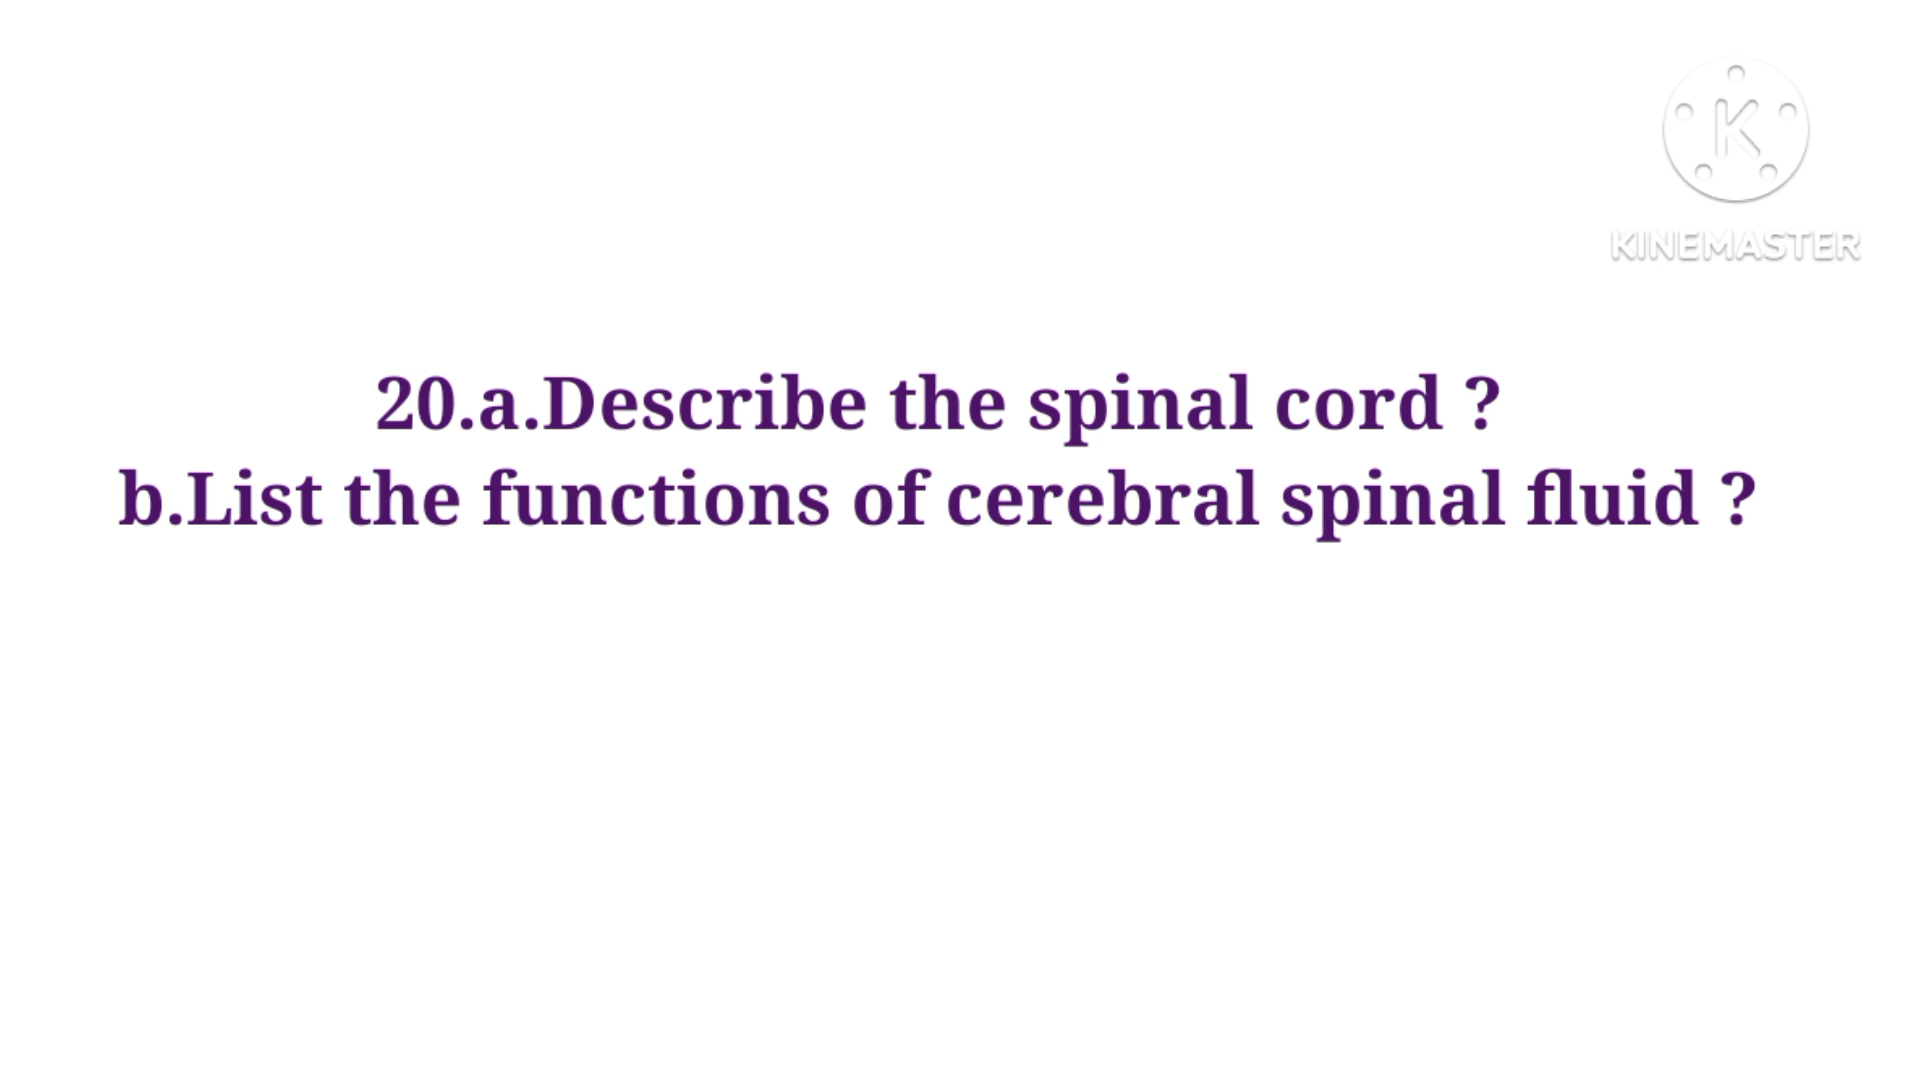 K
KINEMASTER
20.a.Describe the spinal cord ?
b.List the functions of cerebral spinal fluid ?